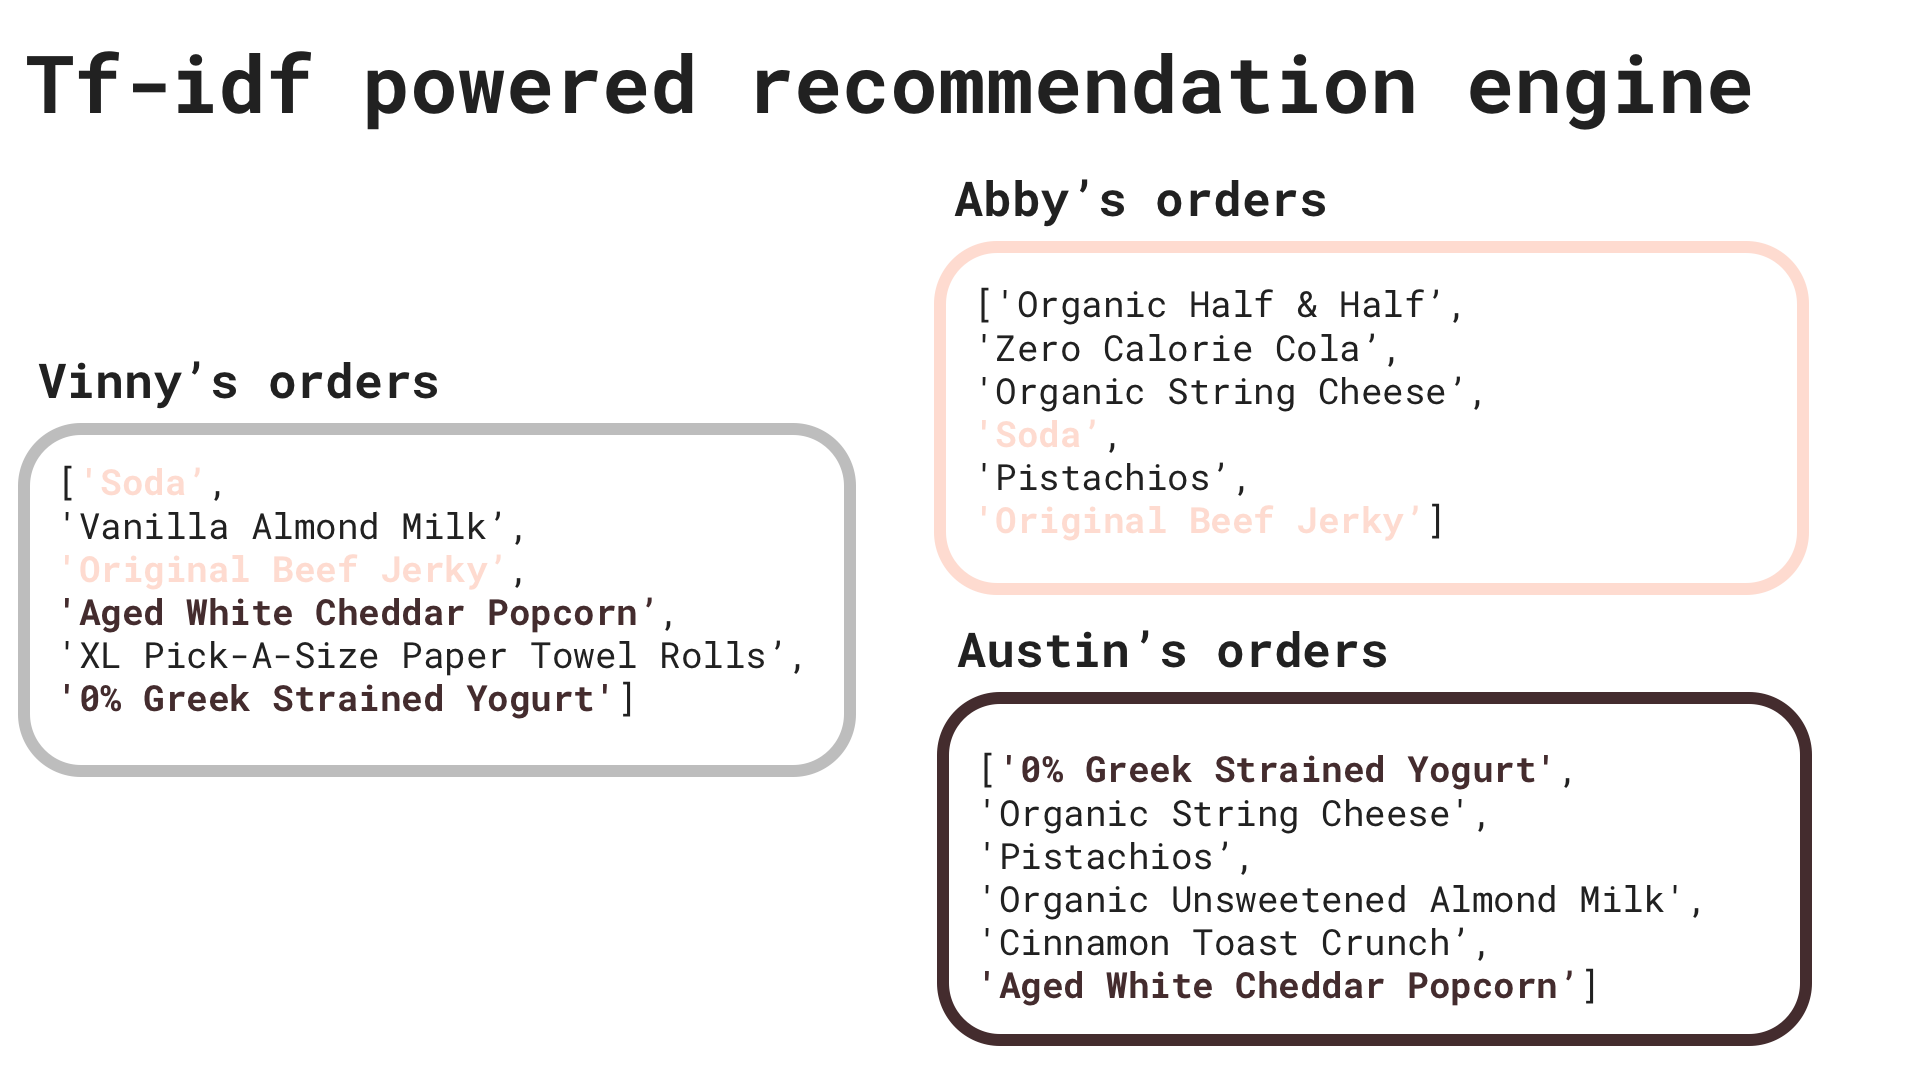 Tf-idf powered recommendation engine
Vinny’s orders
['Soda’,
'Vanilla Almond Milk’,
'Original Beef Jerky’,
'Aged White Cheddar Popcorn’,
'XL Pick-A-Size Paper Towel Rolls’,
'0% Greek Strained Yogurt']
Abby’s orders
['Organic Half & Half’,
'Zero Calorie Cola’,
'Organic String Cheese’,
'Soda’,
'Pistachios’,
'Original Beef Jerky’]
Austin’s orders
['0% Greek Strained Yogurt',
'Organic String Cheese',
'Pistachios’,
'Organic Unsweetened Almond Milk',
'Cinnamon Toast Crunch’,
'Aged White Cheddar Popcorn’]